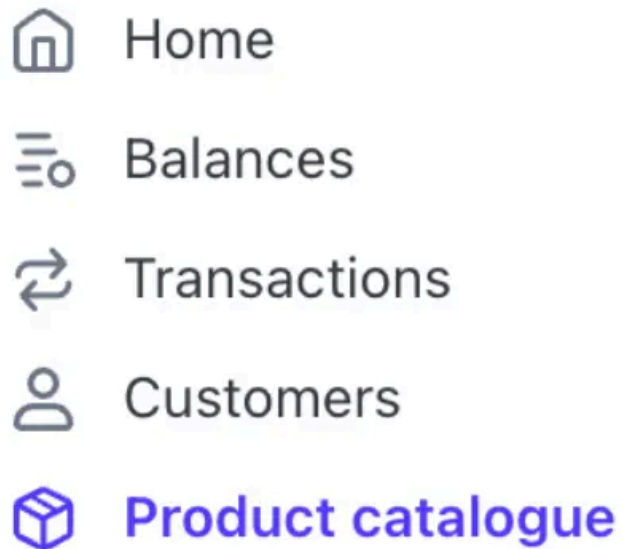 Home
Balances
Transactions
Customers
Product catalogue